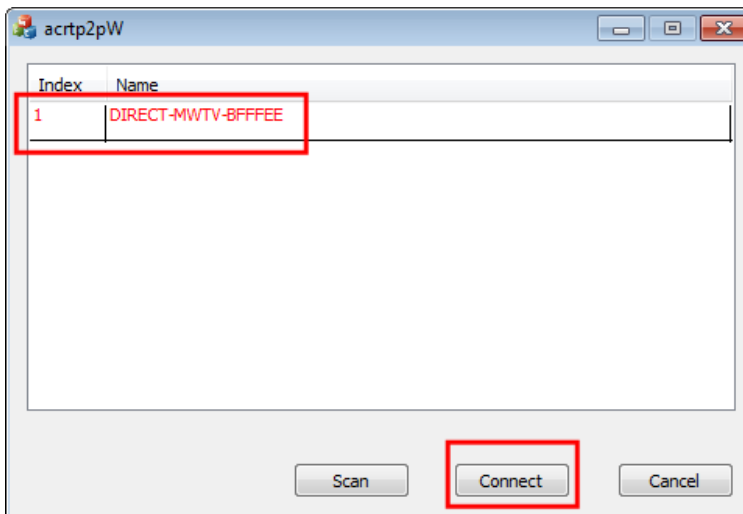 acrtp2pW
Index Name
1 DIRECT-MWTV-BFFFEE
Scan Connect Cancel